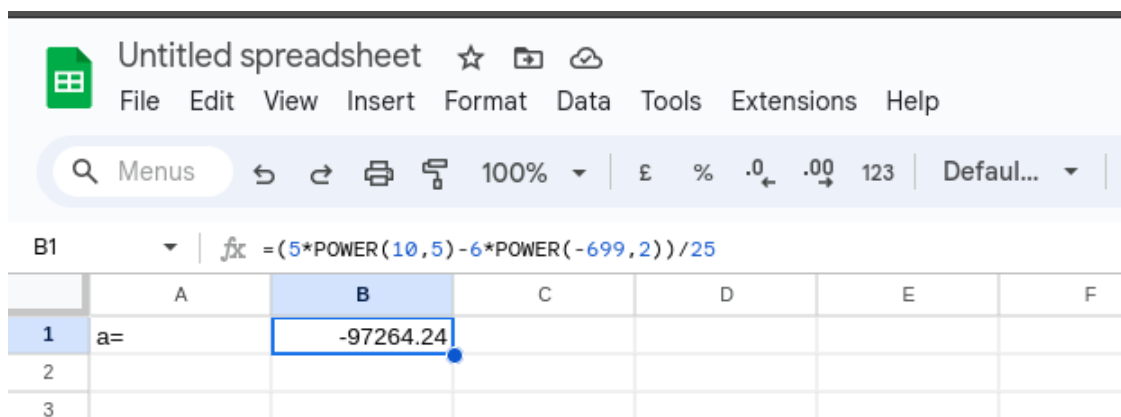 Untitled spreadsheet
File Edit View Insert Format Data Tools Extensions Help
Menus 100% £ % .0 .00 123 Defaul...
B1 fx =(5*POWER(10,5)-6*POWER(-699,2))/25
A B C D E F
1 a= -97264.24
2
3